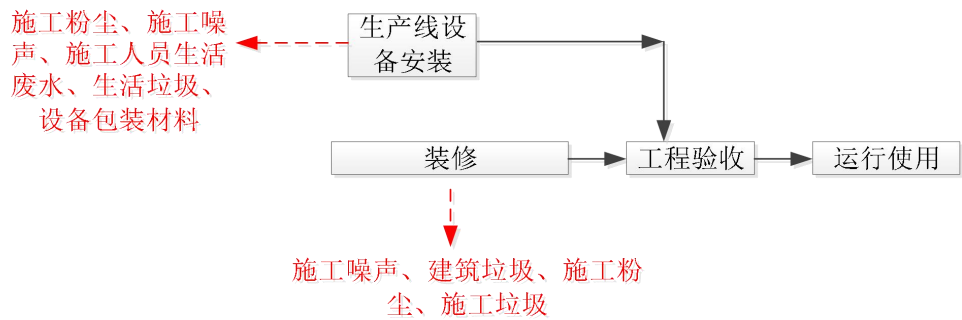 施工粉尘、施工噪
声、施工人员生活
废水、生活垃圾、
设备包装材料
生产线设
备安装
装修
工程验收
运行使用
施工噪声、建筑垃圾、施工粉
尘、施工垃圾